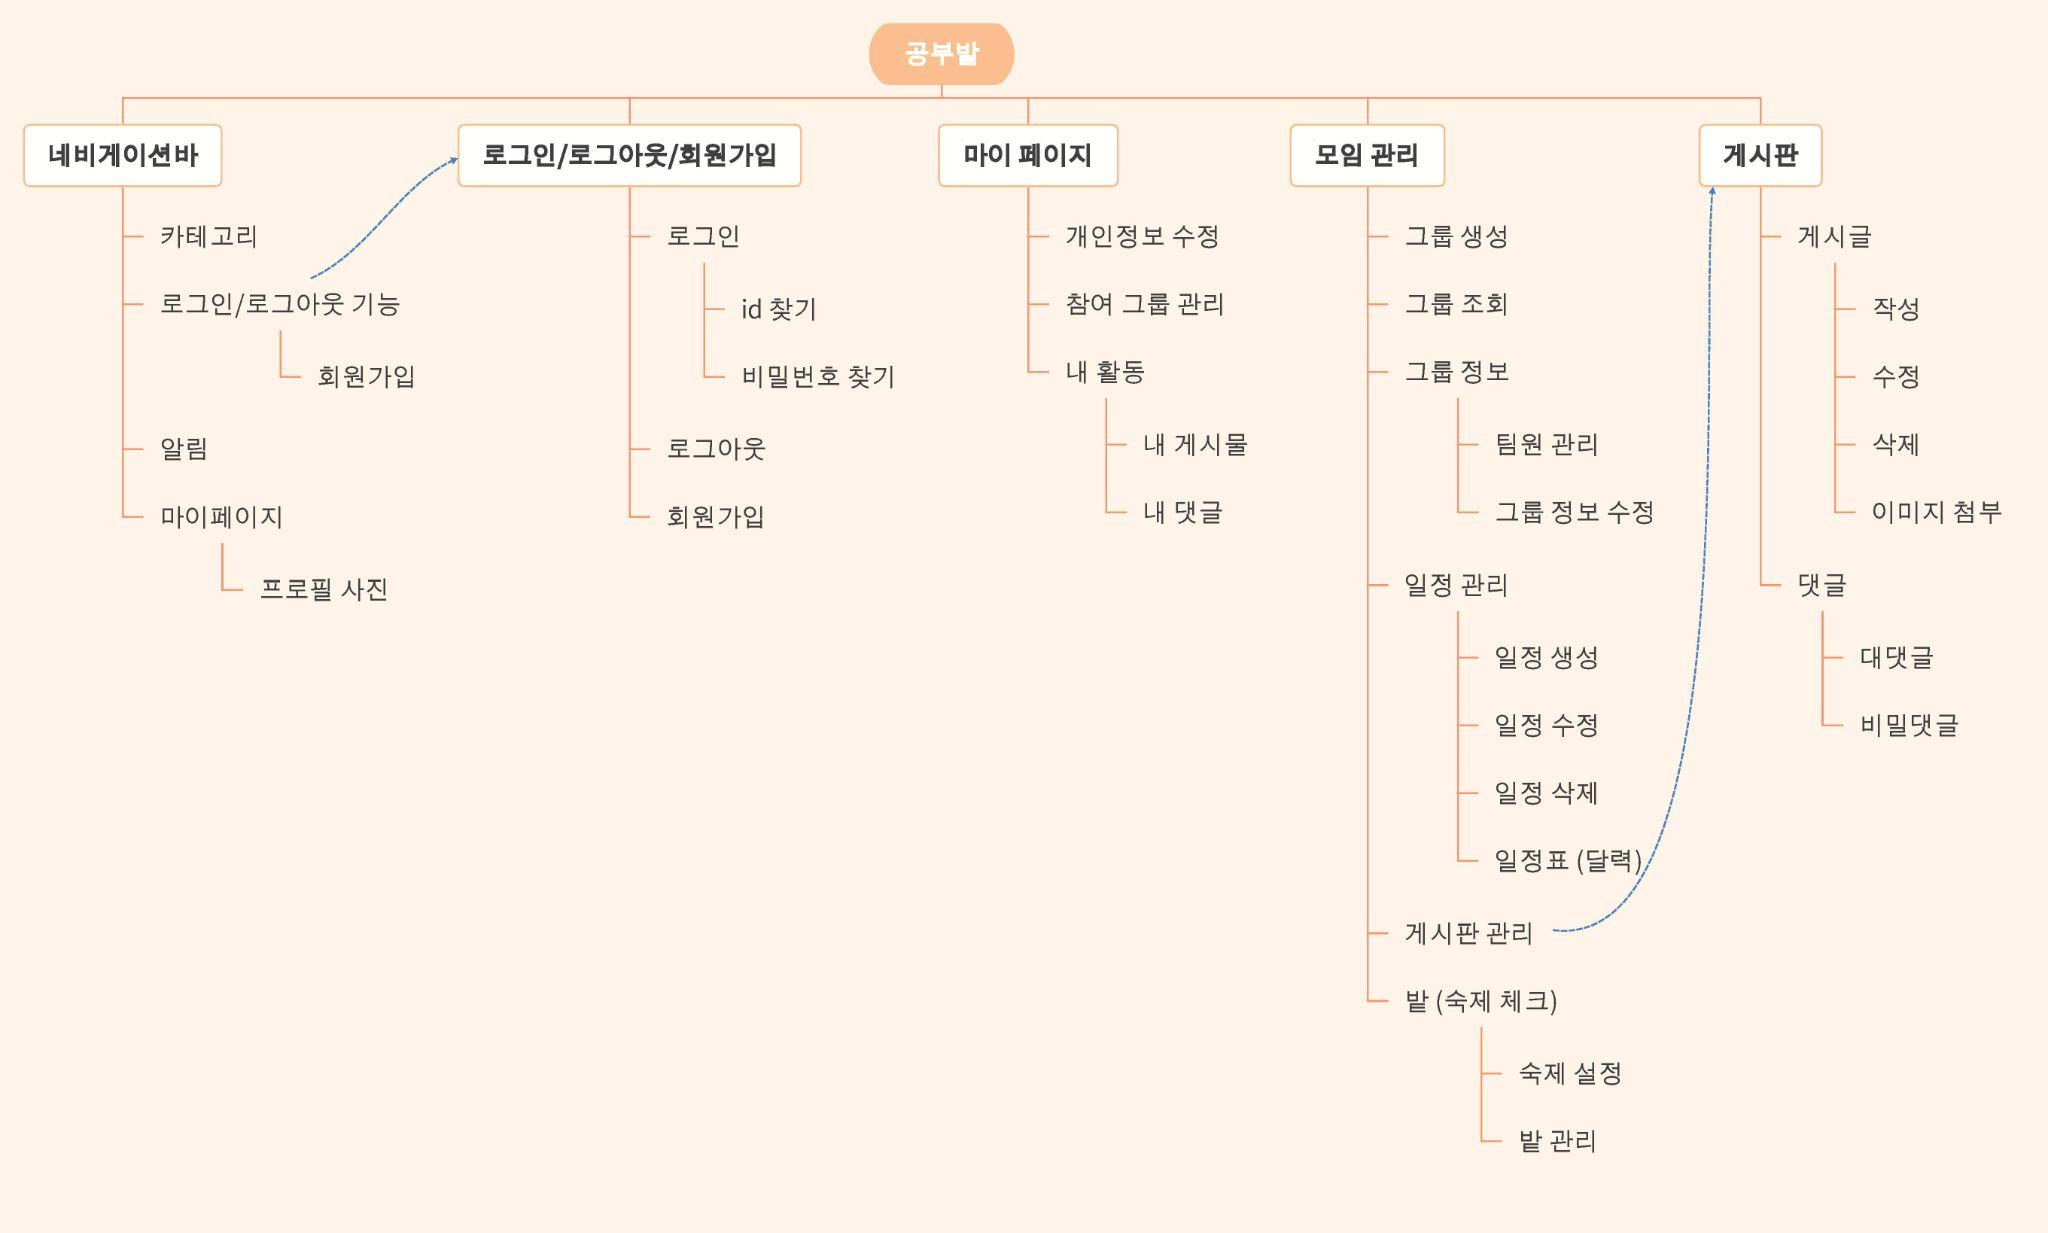 공부밭
네비게이션바
카테고리
로그인/로그아웃 기능
회원가입
알림
마이페이지
프로필 사진
로그인/로그아웃/회원가입
로그인
id 찾기
비밀번호 찾기
로그아웃
회원가입
마이 페이지
개인정보 수정
참여 그룹 관리
내 활동
내 게시물
내 댓글
모임 관리
그룹 생성
그룹 조회
그룹 정보
팀원 관리
그룹 정보 수정
일정 관리
일정 생성
일정 수정
일정 삭제
일정표 (달력)
게시판 관리
밭 (숙제 체크)
숙제 설정
밭 관리
게시판
게시글
작성
수정
삭제
이미지 첨부
댓글
대댓글
비밀댓글